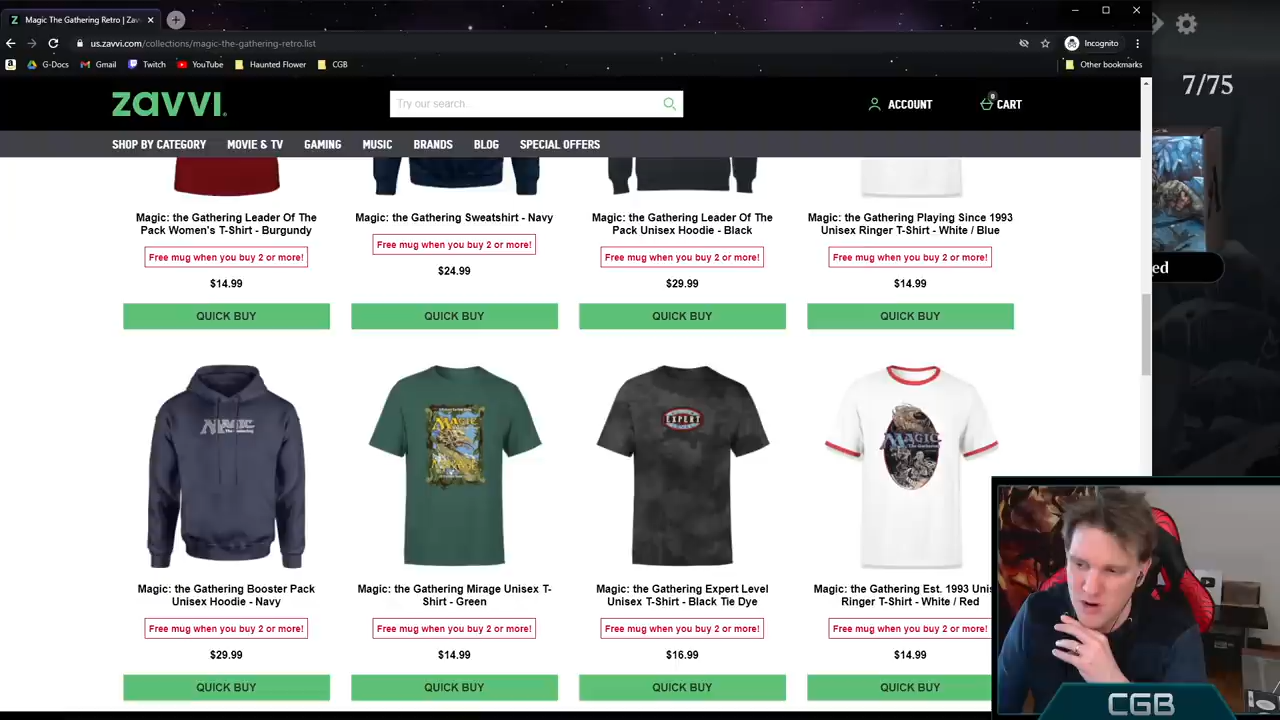 Magic The Gathering Retro | Zav
us.zavvi.com/collections/magic-the-gathering-retro.list
Incognito
G-Docs
Gmail
Twitch
YouTube
Haunted Flower
CGB
Other bookmarks
7/75
ZAVVI.
Try our search...
ACCOUNT
0
CART
SHOP BY CATEGORY
MOVIE & TV
GAMING
MUSIC
BRANDS
BLOG
SPECIAL OFFERS
ed
Magic: the Gathering Leader Of The
Pack Women's T-Shirt - Burgundy
Free mug when you buy 2 or more!
$14.99
QUICK BUY
Magic: the Gathering Sweatshirt - Navy
Free mug when you buy 2 or more!
$24.99
QUICK BUY
Magic: the Gathering Leader Of The
Pack Unisex Hoodie - Black
Free mug when you buy 2 or more!
$29.99
QUICK BUY
Magic: the Gathering Playing Since 1993
Unisex Ringer T-Shirt - White / Blue
Free mug when you buy 2 or more!
$14.99
QUICK BUY
MAGIC
The Gathering
Magic: the Gathering Booster Pack
Unisex Hoodie - Navy
Free mug when you buy 2 or more!
$29.99
QUICK BUY
MAGIC
Magic: the Gathering Mirage Unisex T-
Shirt - Green
Free mug when you buy 2 or more!
$14.99
QUICK BUY
EXPERT
Magic: the Gathering Expert Level
Unisex T-Shirt - Black Tie Dye
Free mug when you buy 2 or more!
$16.99
QUICK BUY
MAGIC
The Gathering
Magic: the Gathering Est. 1993 Unis
Ringer T-Shirt - White / Red
Free mug when you buy 2 or more!
$14.99
QUICK BUY
CGB